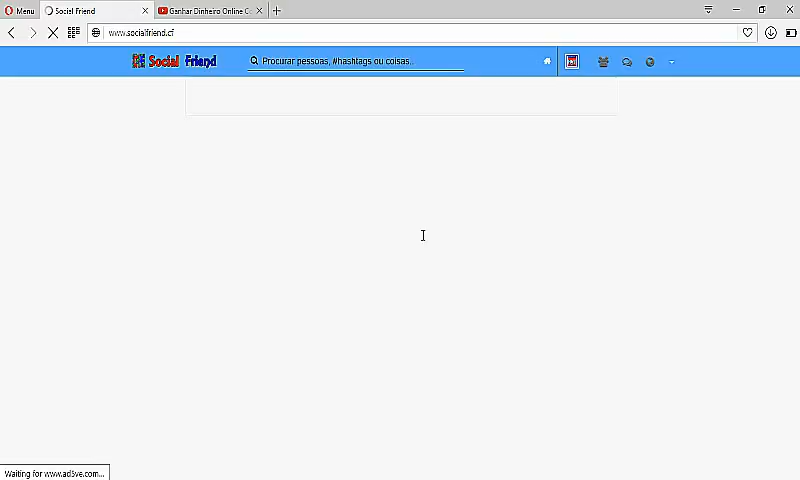 Menu
Social Friend
Ganhar Dinheiro Online Co
www.socialfriend.cf
Social Friend
Procurar pessoas, #hashtags ou coisas..
Waiting for www.ad5ve.com...